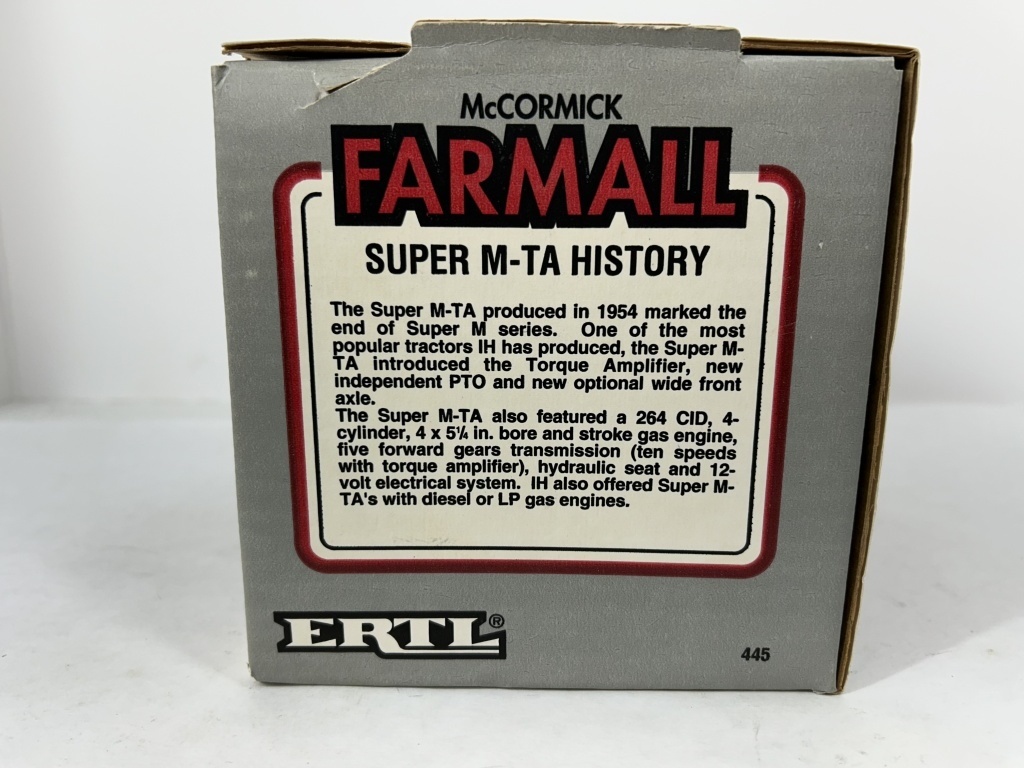 McCORMICK
FARMALL
SUPER M-TA HISTORY
The Super M-TA produced in 1954 marked the
end of Super M series. One of the most
popular tractors IH has produced, the Super M-
TA introduced the Torque Amplifier, new
independent PTO and new optional wide front
axle.
The Super M-TA also featured a 264 CID, 4-
cylinder, 4 x 5¼ in. bore and stroke gas engine,
five forward gears transmission (ten speeds
with torque amplifier), hydraulic seat and 12-
volt electrical system. IH also offered Super M-
TA's with diesel or LP gas engines.
ERTL®
445